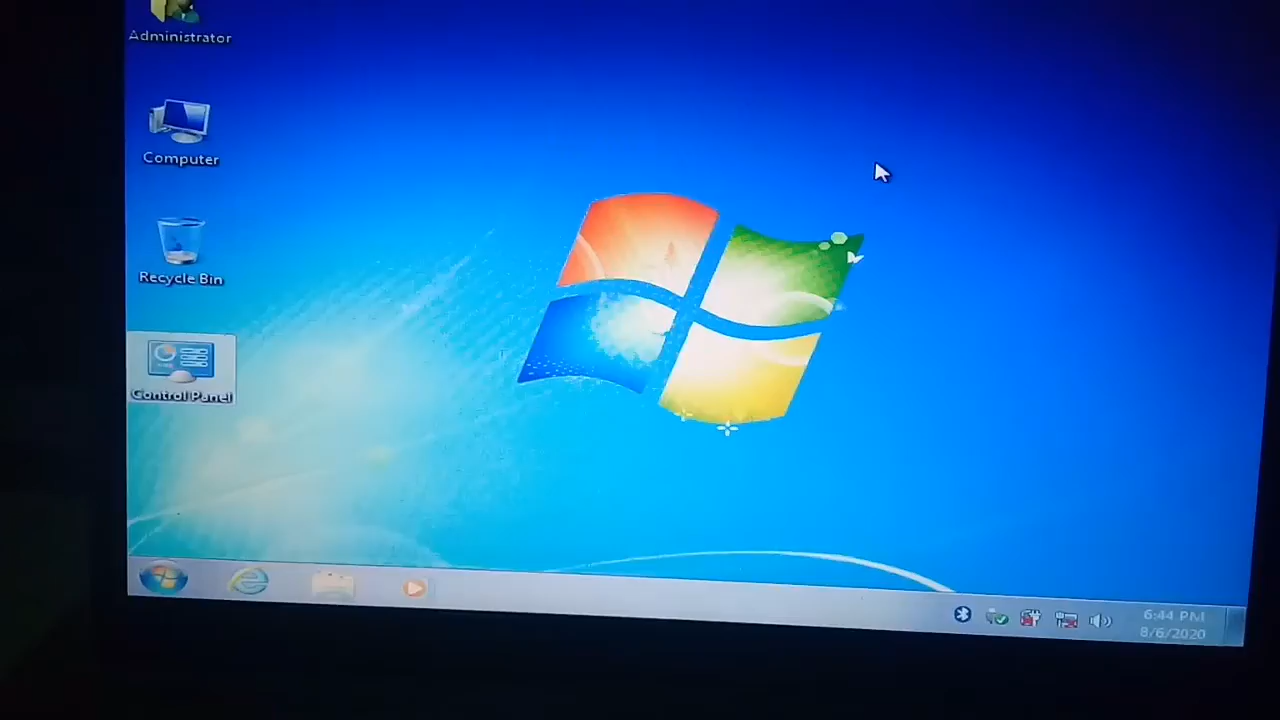 Administrator
Computer
Recycle Bin
Control Panel
6:44 PM
8/6/2020